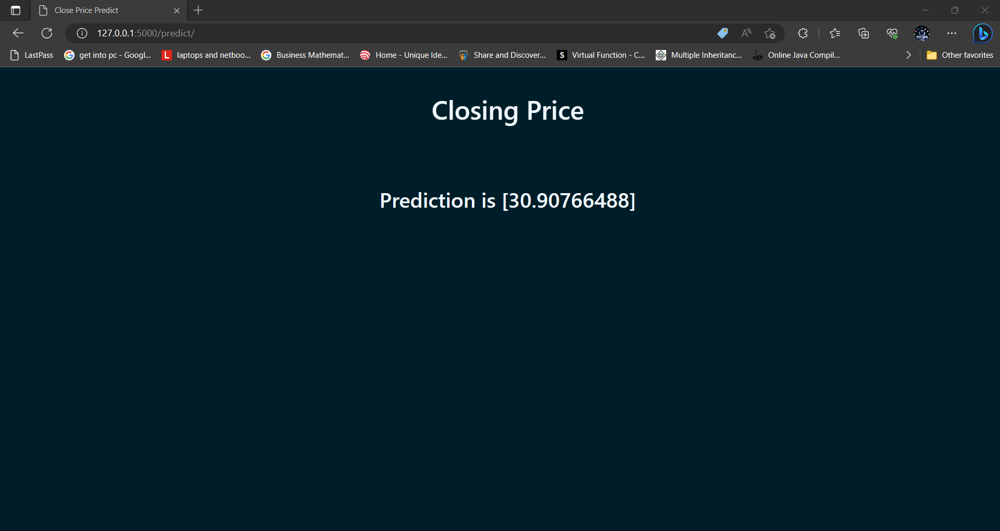 Close Price Predict
127.0.0.1:5000/predict/
LastPass
get into pc - Googl...
L laptops and netboo...
Business Mathemat...
Home - Unique Ide...
Share and Discover...
S Virtual Function - C...
Multiple Inheritanc...
Online Java Compil...
Other favorites
Closing Price
Prediction is [30.90766488]